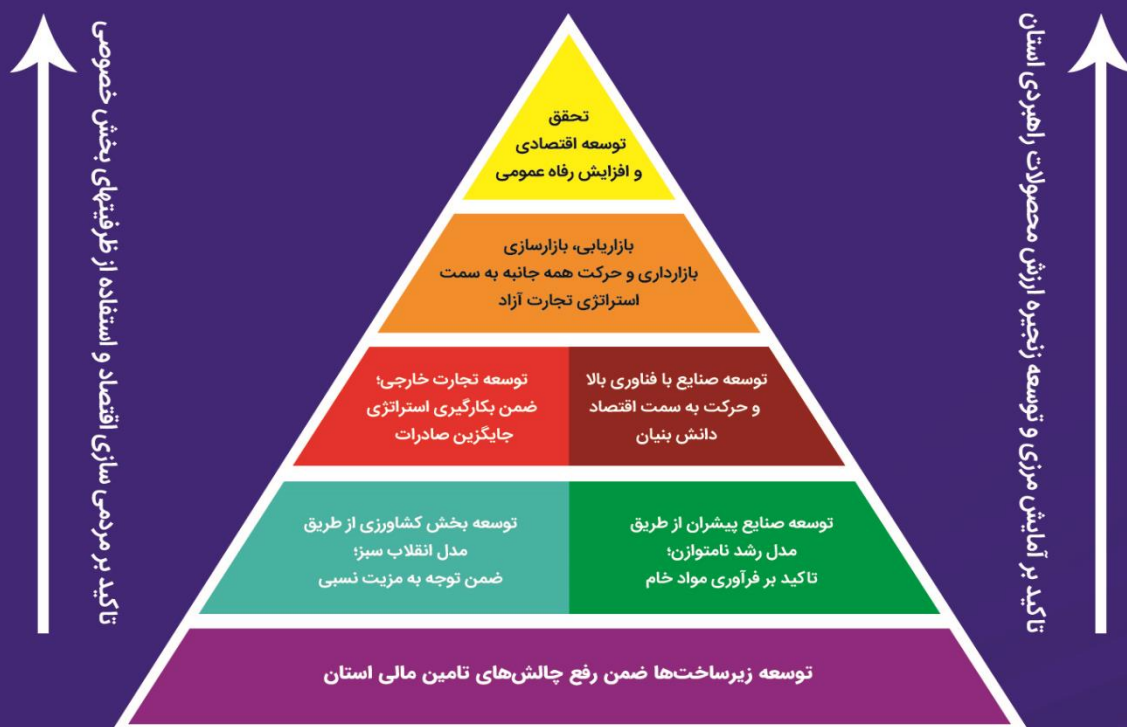 تاکید بر آمایش مرزی و توسعه زنجیره ارزش محصولات راهبردی استان
تحقق
توسعه اقتصادی
و افزایش رفاه عمومی
بازاریابی، بازارسازی
بازارداری و حرکت همه جانبه به سمت
استراتژی تجارت آزاد
توسعه صنایع با فناوری بالا
و حرکت به سمت اقتصاد
دانش بنیان
توسعه تجارت خارجی؛
ضمن بکارگیری استراتژی
جایگزین صادرات
توسعه صنایع پیشران از طریق
مدل رشد نامتوازن؛
تاکید بر فرآوری مواد خام
توسعه بخش کشاورزی از طریق
مدل انقلاب سبز؛
ضمن توجه به مزیت نسبی
توسعه زیرساخت‌ها ضمن رفع چالش‌های تامین مالی استان
تاکید بر مردمی سازی اقتصاد و استفاده از ظرفیتهای بخش خصوصی